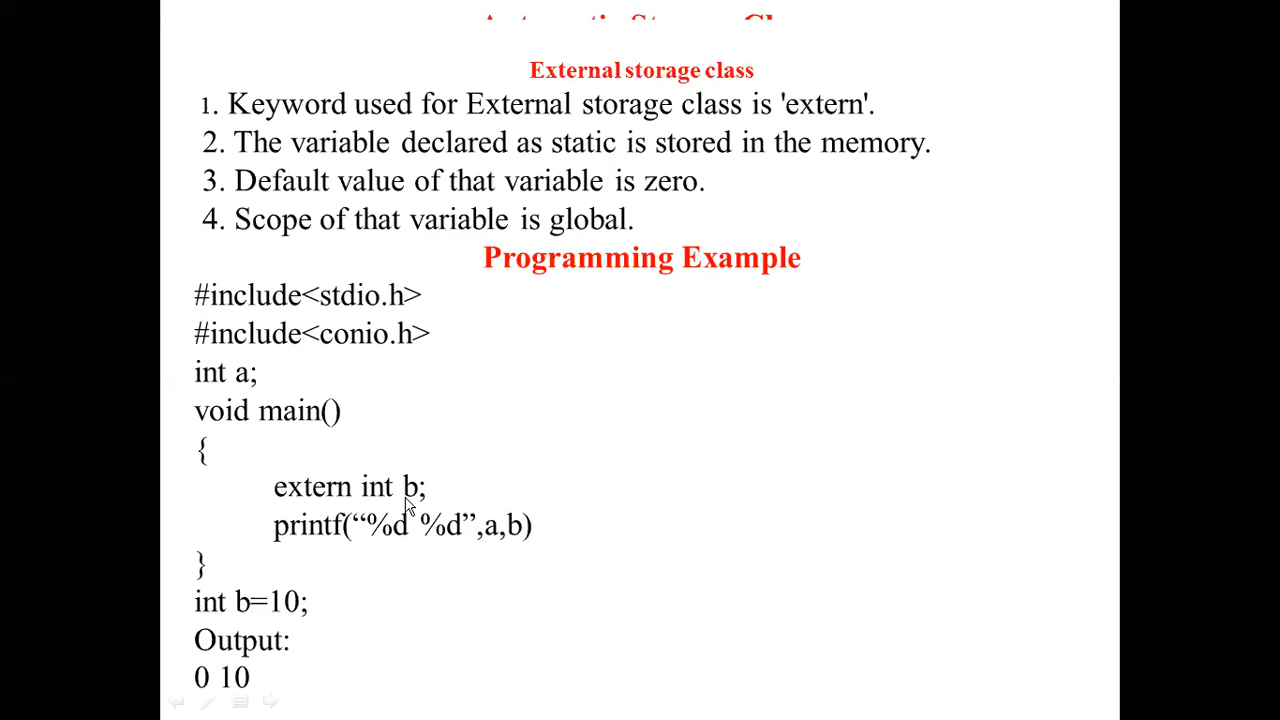 External storage class
1. Keyword used for External storage class is 'extern'.
2. The variable declared as static is stored in the memory.
3. Default value of that variable is zero.
4. Scope of that variable is global.
Programming Example
#include<stdio.h>
#include<conio.h>
int a;
void main()
{
extern int b;
printf(“%d %d”,a,b)
}
int b=10;
Output:
0 10